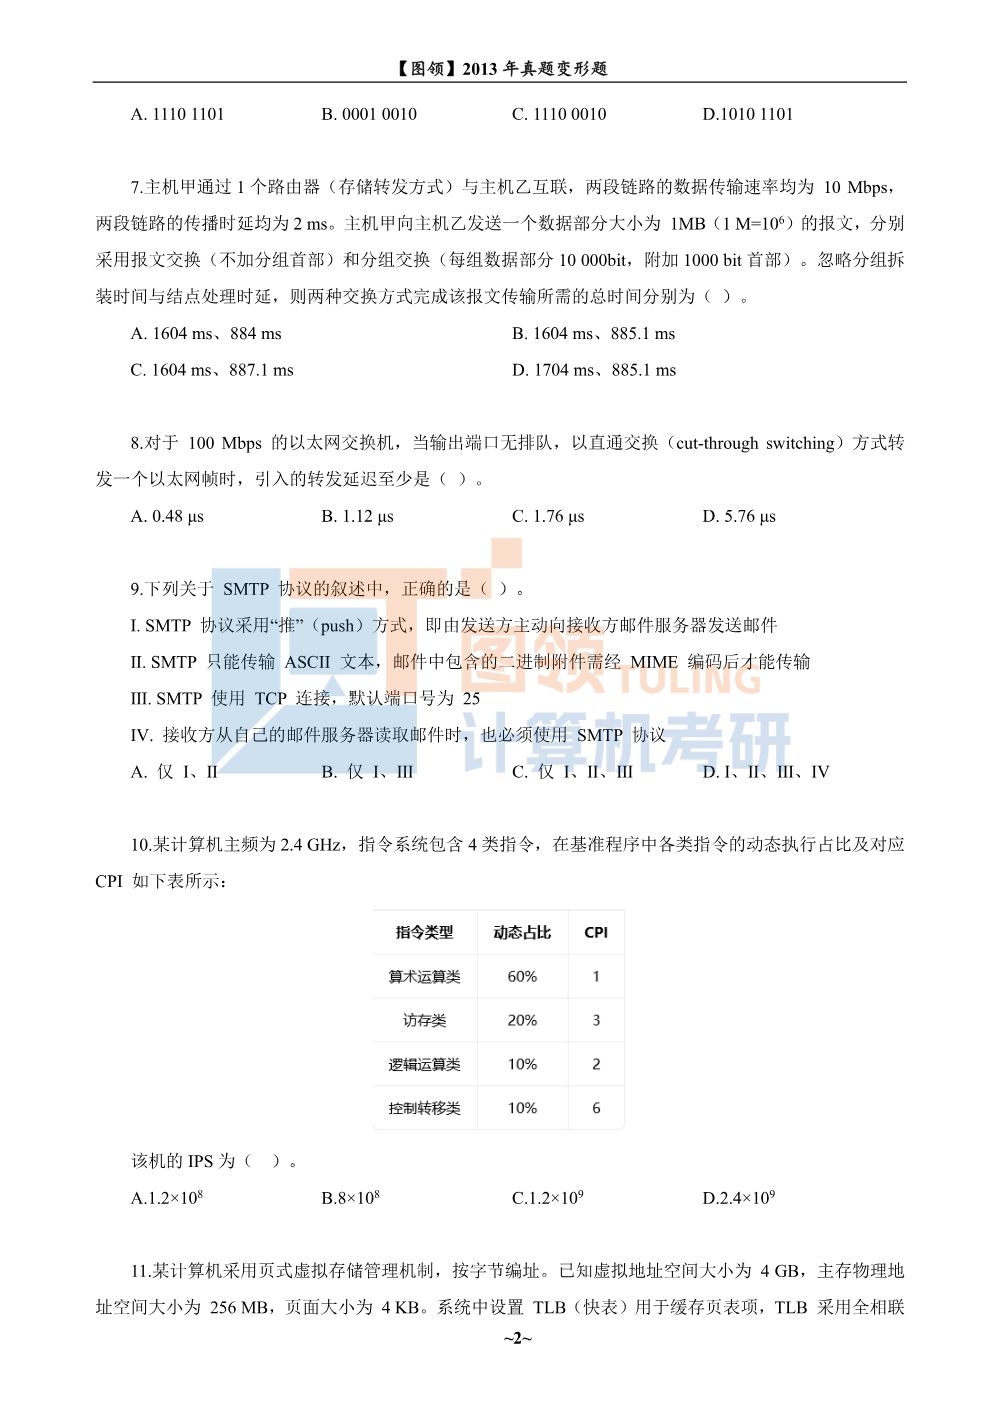 【图领】2013 年真题变形题
A. 1110 1101 B. 0001 0010 C. 1110 0010 D.1010 1101
7.主机甲通过 1 个路由器（存储转发方式）与主机乙互联，两段链路的数据传输速率均为 10 Mbps，
两段链路的传播时延均为 2 ms。主机甲向主机乙发送一个数据部分大小为 1MB（1 M=10⁶）的报文，分别
采用报文交换（不加分组首部）和分组交换（每组数据部分 10 000bit，附加 1000 bit 首部）。忽略分组拆
装时间与结点处理时延，则两种交换方式完成该报文传输所需的总时间分别为（ ）。
A. 1604 ms、884 ms B. 1604 ms、885.1 ms
C. 1604 ms、887.1 ms D. 1704 ms、885.1 ms
8.对于 100 Mbps 的以太网交换机，当输出端口无排队，以直通交换（cut-through switching）方式转
发一个以太网帧时，引入的转发延迟至少是（ ）。
A. 0.48 μs B. 1.12 μs C. 1.76 μs D. 5.76 μs
9.下列关于 SMTP 协议的叙述中，正确的是（ ）。
I. SMTP 协议采用“推”（push）方式，即由发送方主动向接收方邮件服务器发送邮件
II. SMTP 只能传输 ASCII 文本，邮件中包含的二进制附件需经 MIME 编码后才能传输
III. SMTP 使用 TCP 连接，默认端口号为 25
IV. 接收方从自己的邮件服务器读取邮件时，也必须使用 SMTP 协议
A. 仅 I、II B. 仅 I、III C. 仅 I、II、III D. I、II、III、IV
图领TULING
计算机考研
10.某计算机主频为 2.4 GHz，指令系统包含 4 类指令，在基准程序中各类指令的动态执行占比及对应
CPI 如下表所示：
指令类型 动态占比 CPI
算术运算类 60% 1
访存类 20% 3
逻辑运算类 10% 2
控制转移类 10% 6
该机的 IPS 为（ ）。
A.1.2×10⁸ B.8×10⁸ C.1.2×10⁹ D.2.4×10⁹
11.某计算机采用页式虚拟存储管理机制，按字节编址。已知虚拟地址空间大小为 4 GB，主存物理地
址空间大小为 256 MB，页面大小为 4 KB。系统中设置 TLB（快表）用于缓存页表项，TLB 采用全相联
~2~